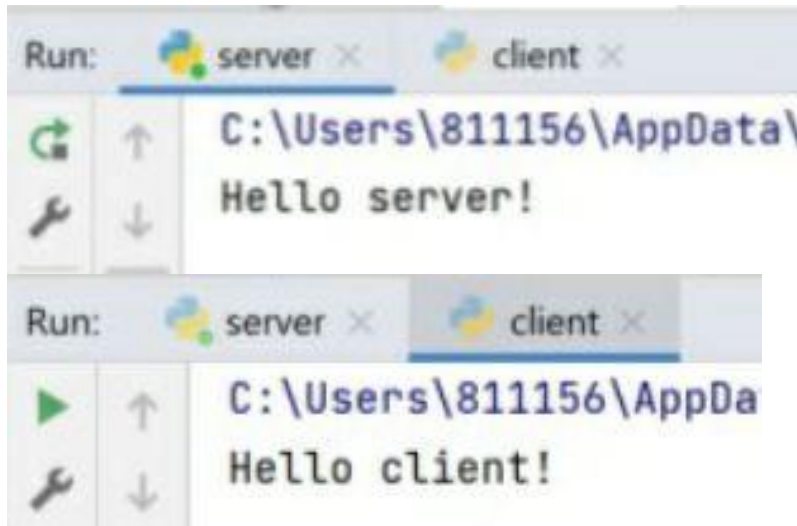 Run: server × client ×
C:\Users\811156\AppData\
Hello server!
Run: server × client ×
C:\Users\811156\AppDa
Hello client!